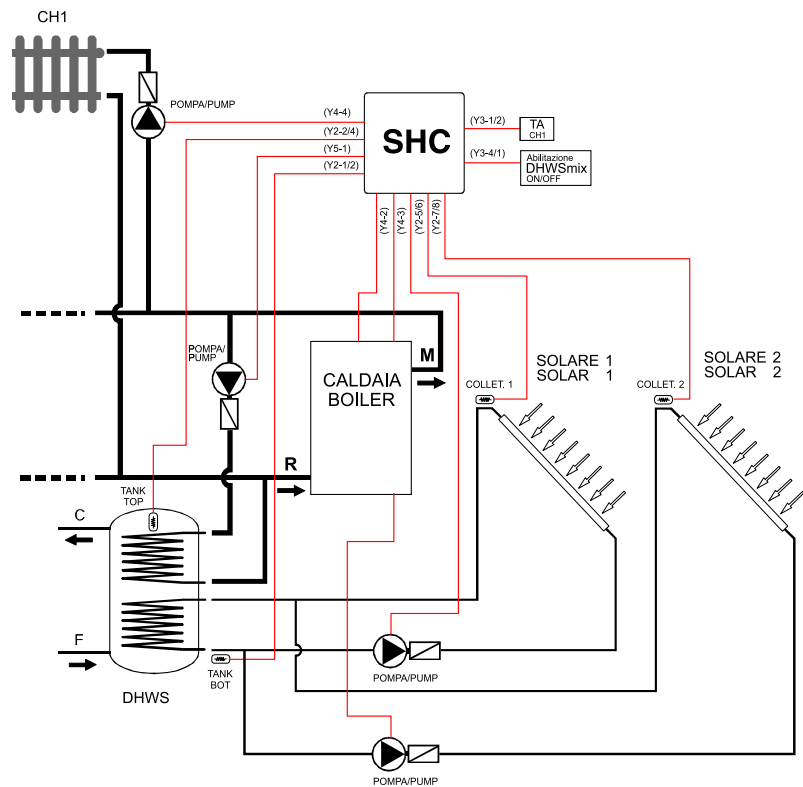 CH1
POMPA/PUMP
(Y4-4)
(Y2-2/4)
(Y5-1)
(Y2-1/2)
SHC
(Y3-1/2)
TA
CH1
(Y3-4/1)
Abilitazione
DHWSmix
ON/OFF
(Y4-2)
(Y4-3)
(Y2-5/6)
(Y2-7/8)
POMPA/
PUMP
M
CALDAIA
BOILER
SOLARE 1
SOLAR 1
COLLET. 1
SOLARE 2
SOLAR 2
COLLET. 2
R
TANK
TOP
C
F
TANK
BOT
DHWS
POMPA/PUMP
POMPA/PUMP